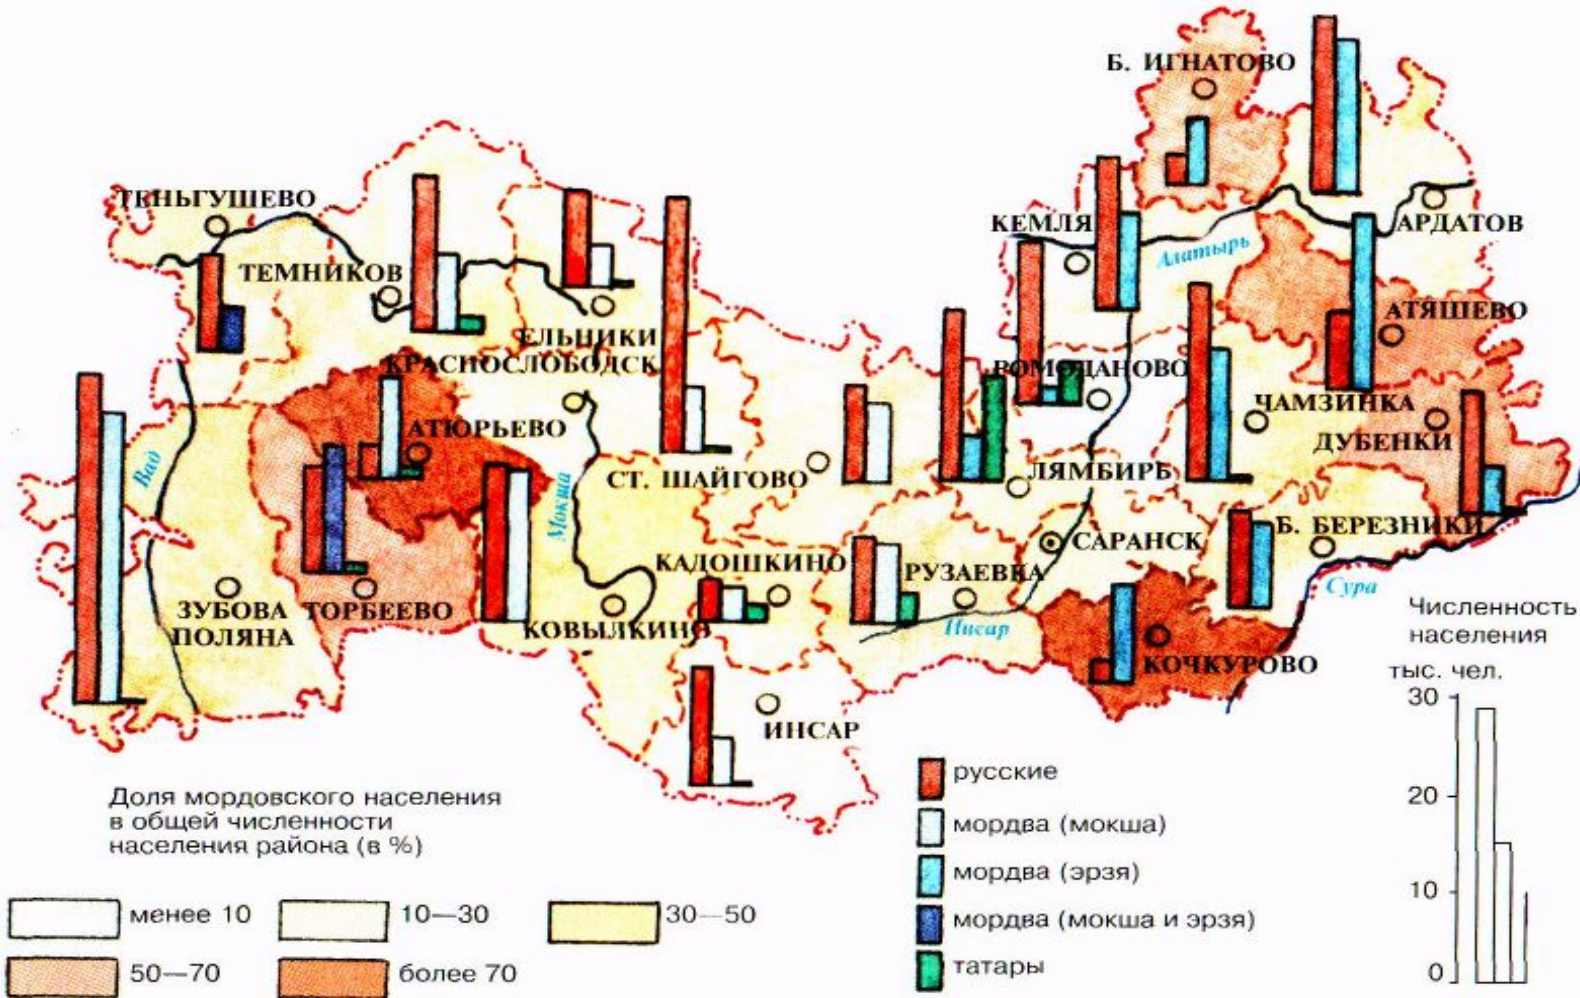 Б. ИГНАТОВО
ТЕНЬГУШЕВО
КЕМЛЯ
АРДАТОВ
Алатырь
ТЕМНИКОВ
АТЯШЕВО
ЕЛЬНИКИ
КРАСНОСЛОБОДСК
РОМОДАНОВО
ЧАМЗИНКА
ДУБЕНКИ
АТЮРЬЕВО
Вад
Мокша
СТ. ШАЙГОВО
ЛЯМБИРЬ
САРАНСК
Б. БЕРЕЗНИКИ
КАДОШКИНО
РУЗАЕВКА
Сура
ЗУБОВА
ПОЛЯНА
ТОРБЕЕВО
КОВЫЛКИНО
Инсар
КОЧКУРОВО
ИНСАР
Численность
населения
тыс. чел.
30
20
10
0
Доля мордовского населения
в общей численности
населения района (в %)
менее 10
10—30
30—50
50—70
более 70
русские
мордва (мокша)
мордва (эрзя)
мордва (мокша и эрзя)
татары